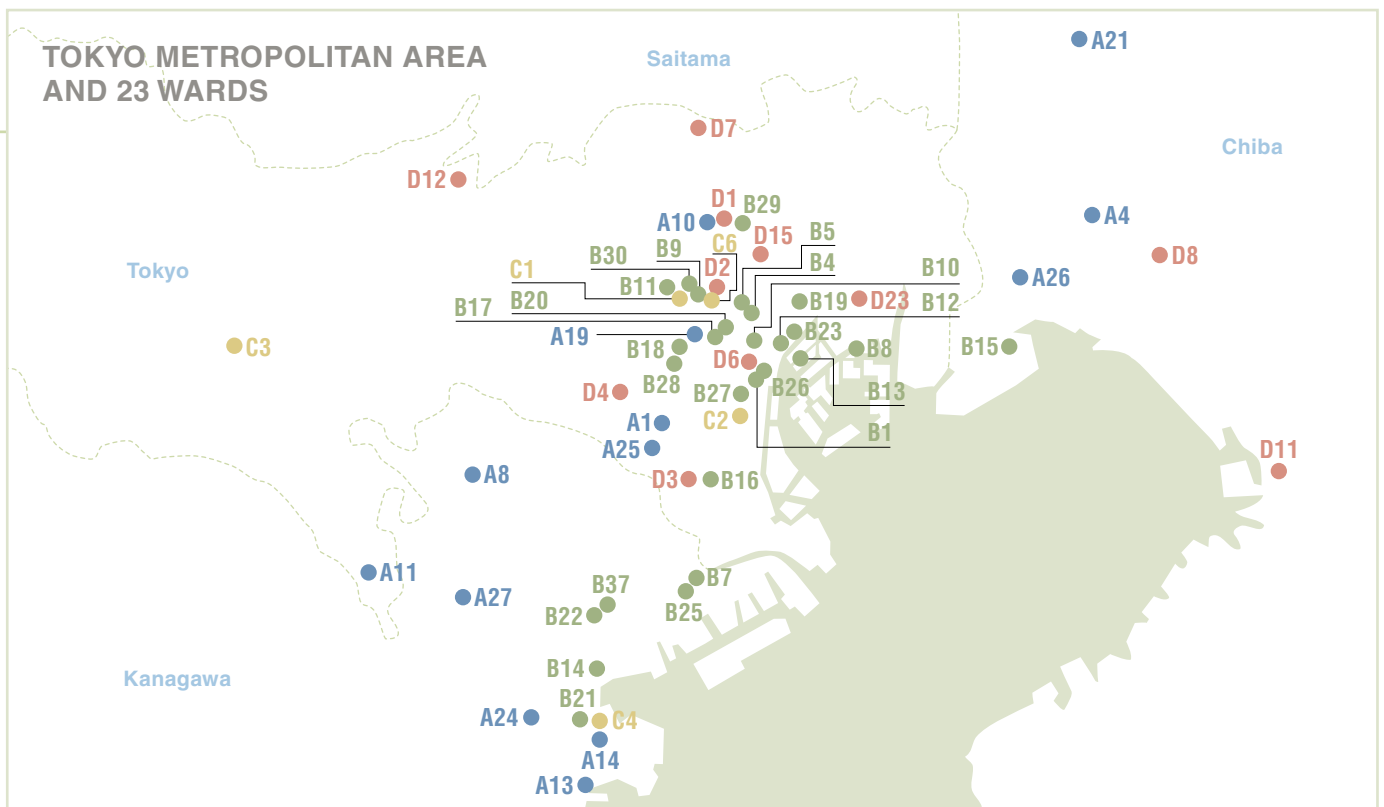 TOKYO METROPOLITAN AREA
AND 23 WARDS
Saitama
A21
D7
Chiba
D12
D1
B29
A10
A4
C6
D15
B5
B9
B30
D8
B4
Tokyo
C1
D2
B10
A26
B11
B20
B17
B19
D23
B12
A19
B23
C3
B18
D6
B8
B15
B28
D4
B27
B26
B13
C2
A1
B1
A25
D11
A8
D3
B16
A11
B7
B37
A27
B22
B25
B14
Kanagawa
B21
A24
C4
A14
A13